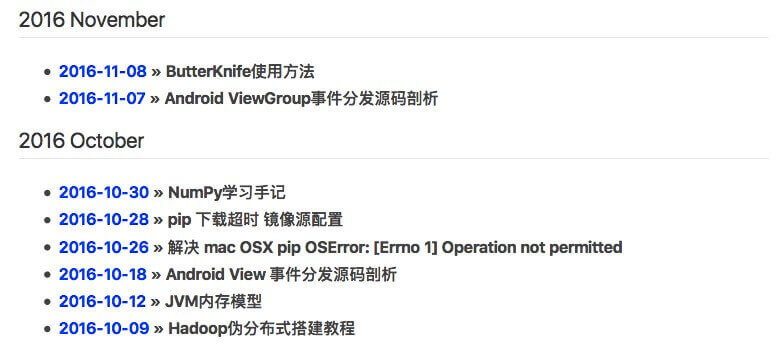 2016 November
2016-11-08 » ButterKnife使用方法
2016-11-07 » Android ViewGroup事件分发源码剖析
2016 October
2016-10-30 » NumPy学习手记
2016-10-28 » pip 下载超时 镜像源配置
2016-10-26 » 解决 mac OSX pip OSError: [Errno 1] Operation not permitted
2016-10-18 » Android View 事件分发源码剖析
2016-10-12 » JVM内存模型
2016-10-09 » Hadoop伪分布式搭建教程